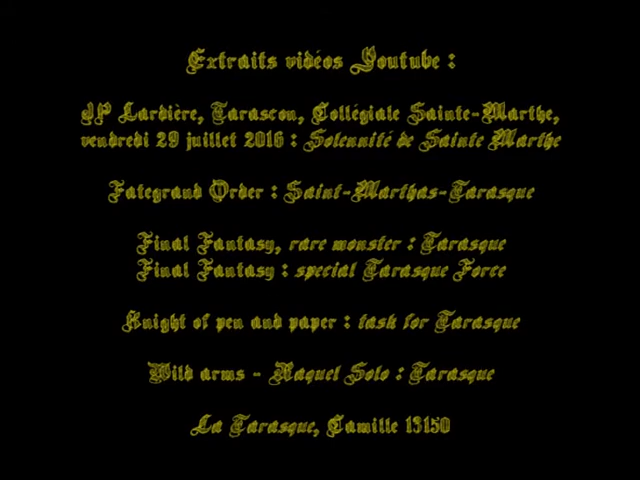 Extraits vidéos Youtube :
JP Lardière, Tarascon, Collégiale Sainte-Marthe,
vendredi 29 juillet 2016 : Solennité de Sainte Marthe
Fategrand Order : Saint-Marthas-Tarasque
Final Fantasy, rare monster : Tarasque
Final Fantasy : special Tarasque Force
Knight of pen and paper : task for Tarasque
Wild arms - Raquel Solo : Tarasque
La Tarasque, Camille 13150